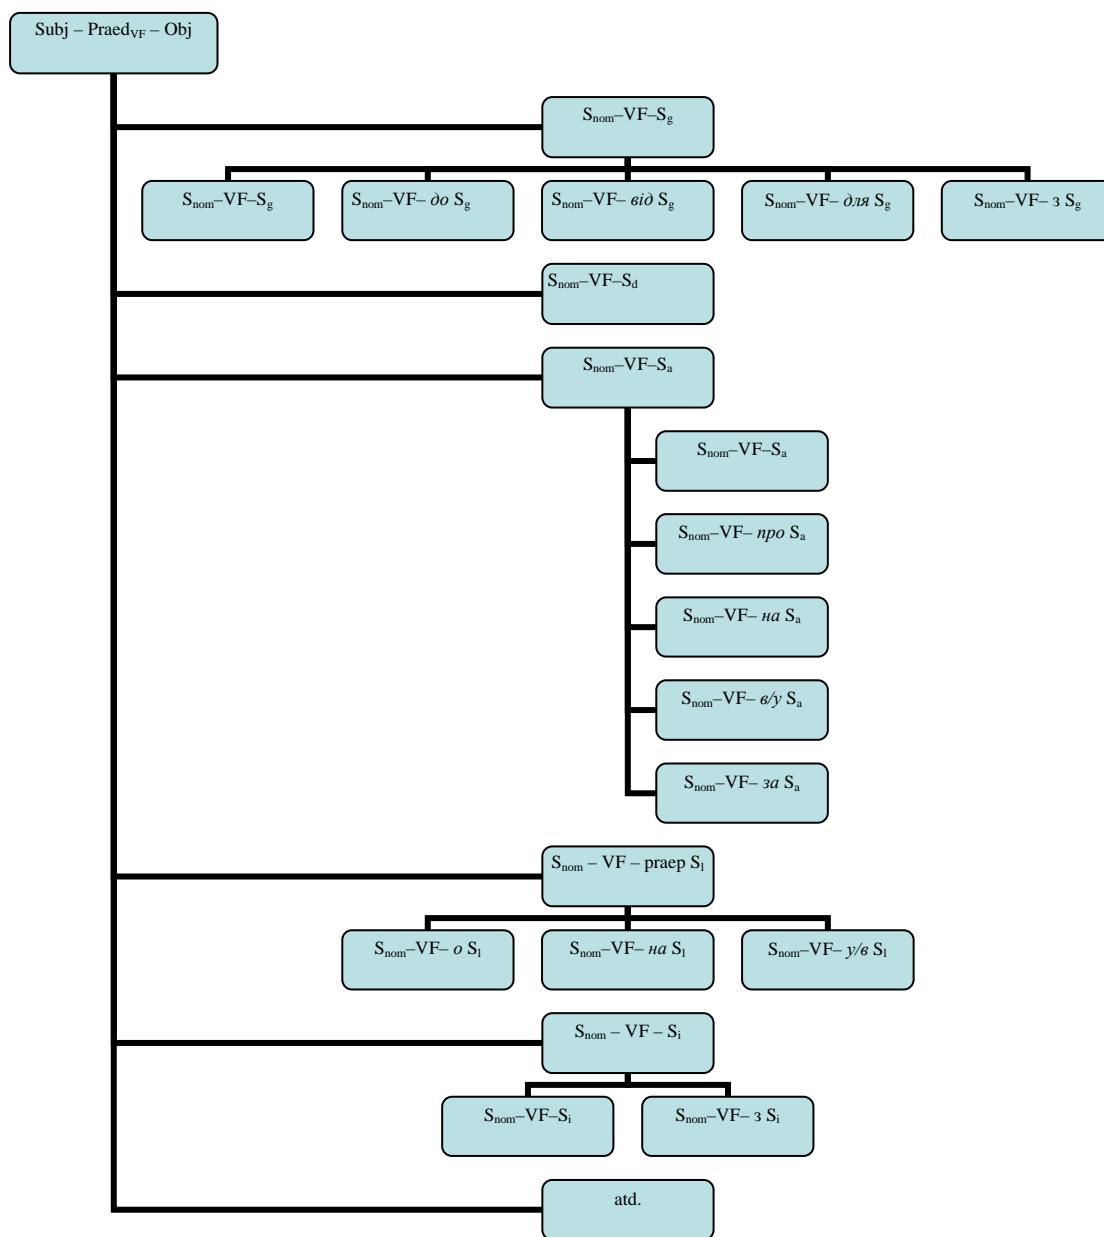 Subj – PraedVF – Obj
Snom–VF–Sg
Snom–VF–Sg
Snom–VF– до Sg
Snom–VF– від Sg
Snom–VF– для Sg
Snom–VF– з Sg
Snom–VF–Sd
Snom–VF–Sa
Snom–VF–Sa
Snom–VF– про Sa
Snom–VF– на Sa
Snom–VF– в/у Sa
Snom–VF– за Sa
Snom – VF – praep Sl
Snom–VF– о Sl
Snom–VF– на Sl
Snom–VF– у/в Sl
Snom – VF – Si
Snom–VF–Si
Snom–VF– з Si
atd.